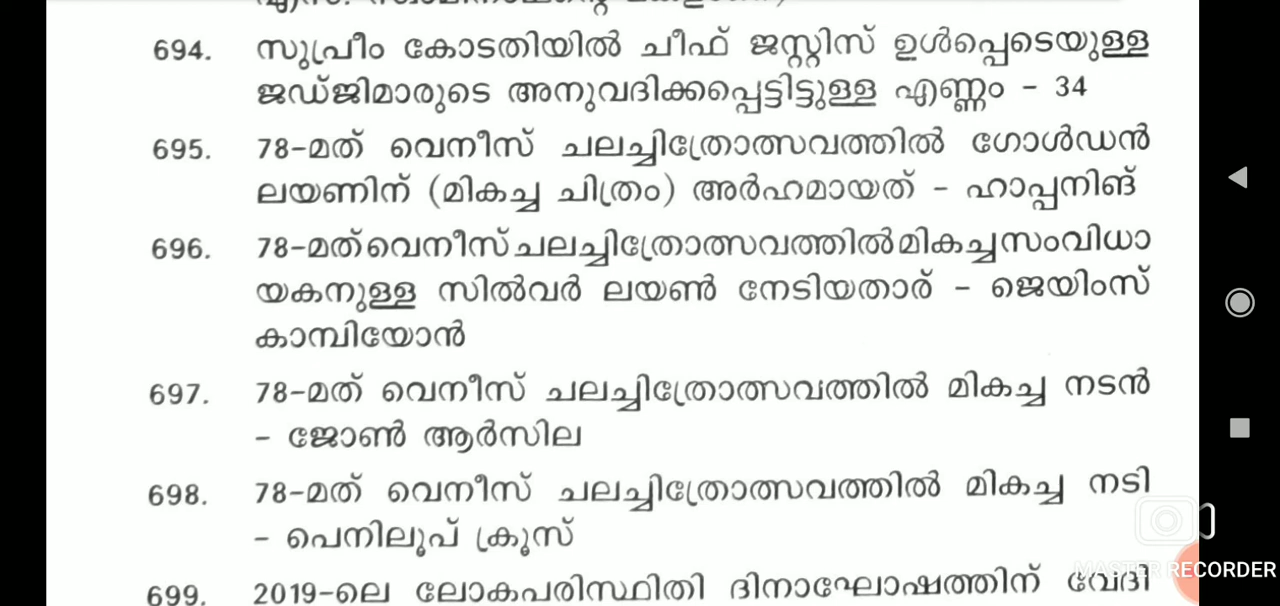 694. സുപ്രീം കോടതിയിൽ ചീഫ് ജസ്റ്റിസ് ഉൾപ്പെടെയുള്ള
ജഡ്ജിമാരുടെ അനുവദിക്കപ്പെട്ടിട്ടുള്ള എണ്ണം - 34
695. 78-മത് വെനീസ് ചലച്ചിത്രോത്സവത്തിൽ ഗോൾഡൻ
ലയണിന് (മികച്ച ചിത്രം) അർഹമായത് - ഹാപ്പനിങ്
696. 78-മത് വെനീസ് ചലച്ചിത്രോത്സവത്തിൽ മികച്ച സംവിധാ
യകനുള്ള സിൽവർ ലയൺ നേടിയതാര് - ജെയിംസ്
കാമ്പിയോൻ
697. 78-മത് വെനീസ് ചലച്ചിത്രോത്സവത്തിൽ മികച്ച നടൻ
- ജോൺ ആർസില
698. 78-മത് വെനീസ് ചലച്ചിത്രോത്സവത്തിൽ മികച്ച നടി
- പെനിലൂപ് ക്രൂസ്
699. 2019-ലെ ലോകപരിസ്ഥിതി ദിനാഘോഷത്തിന് വേദി
MASTER RECORDER